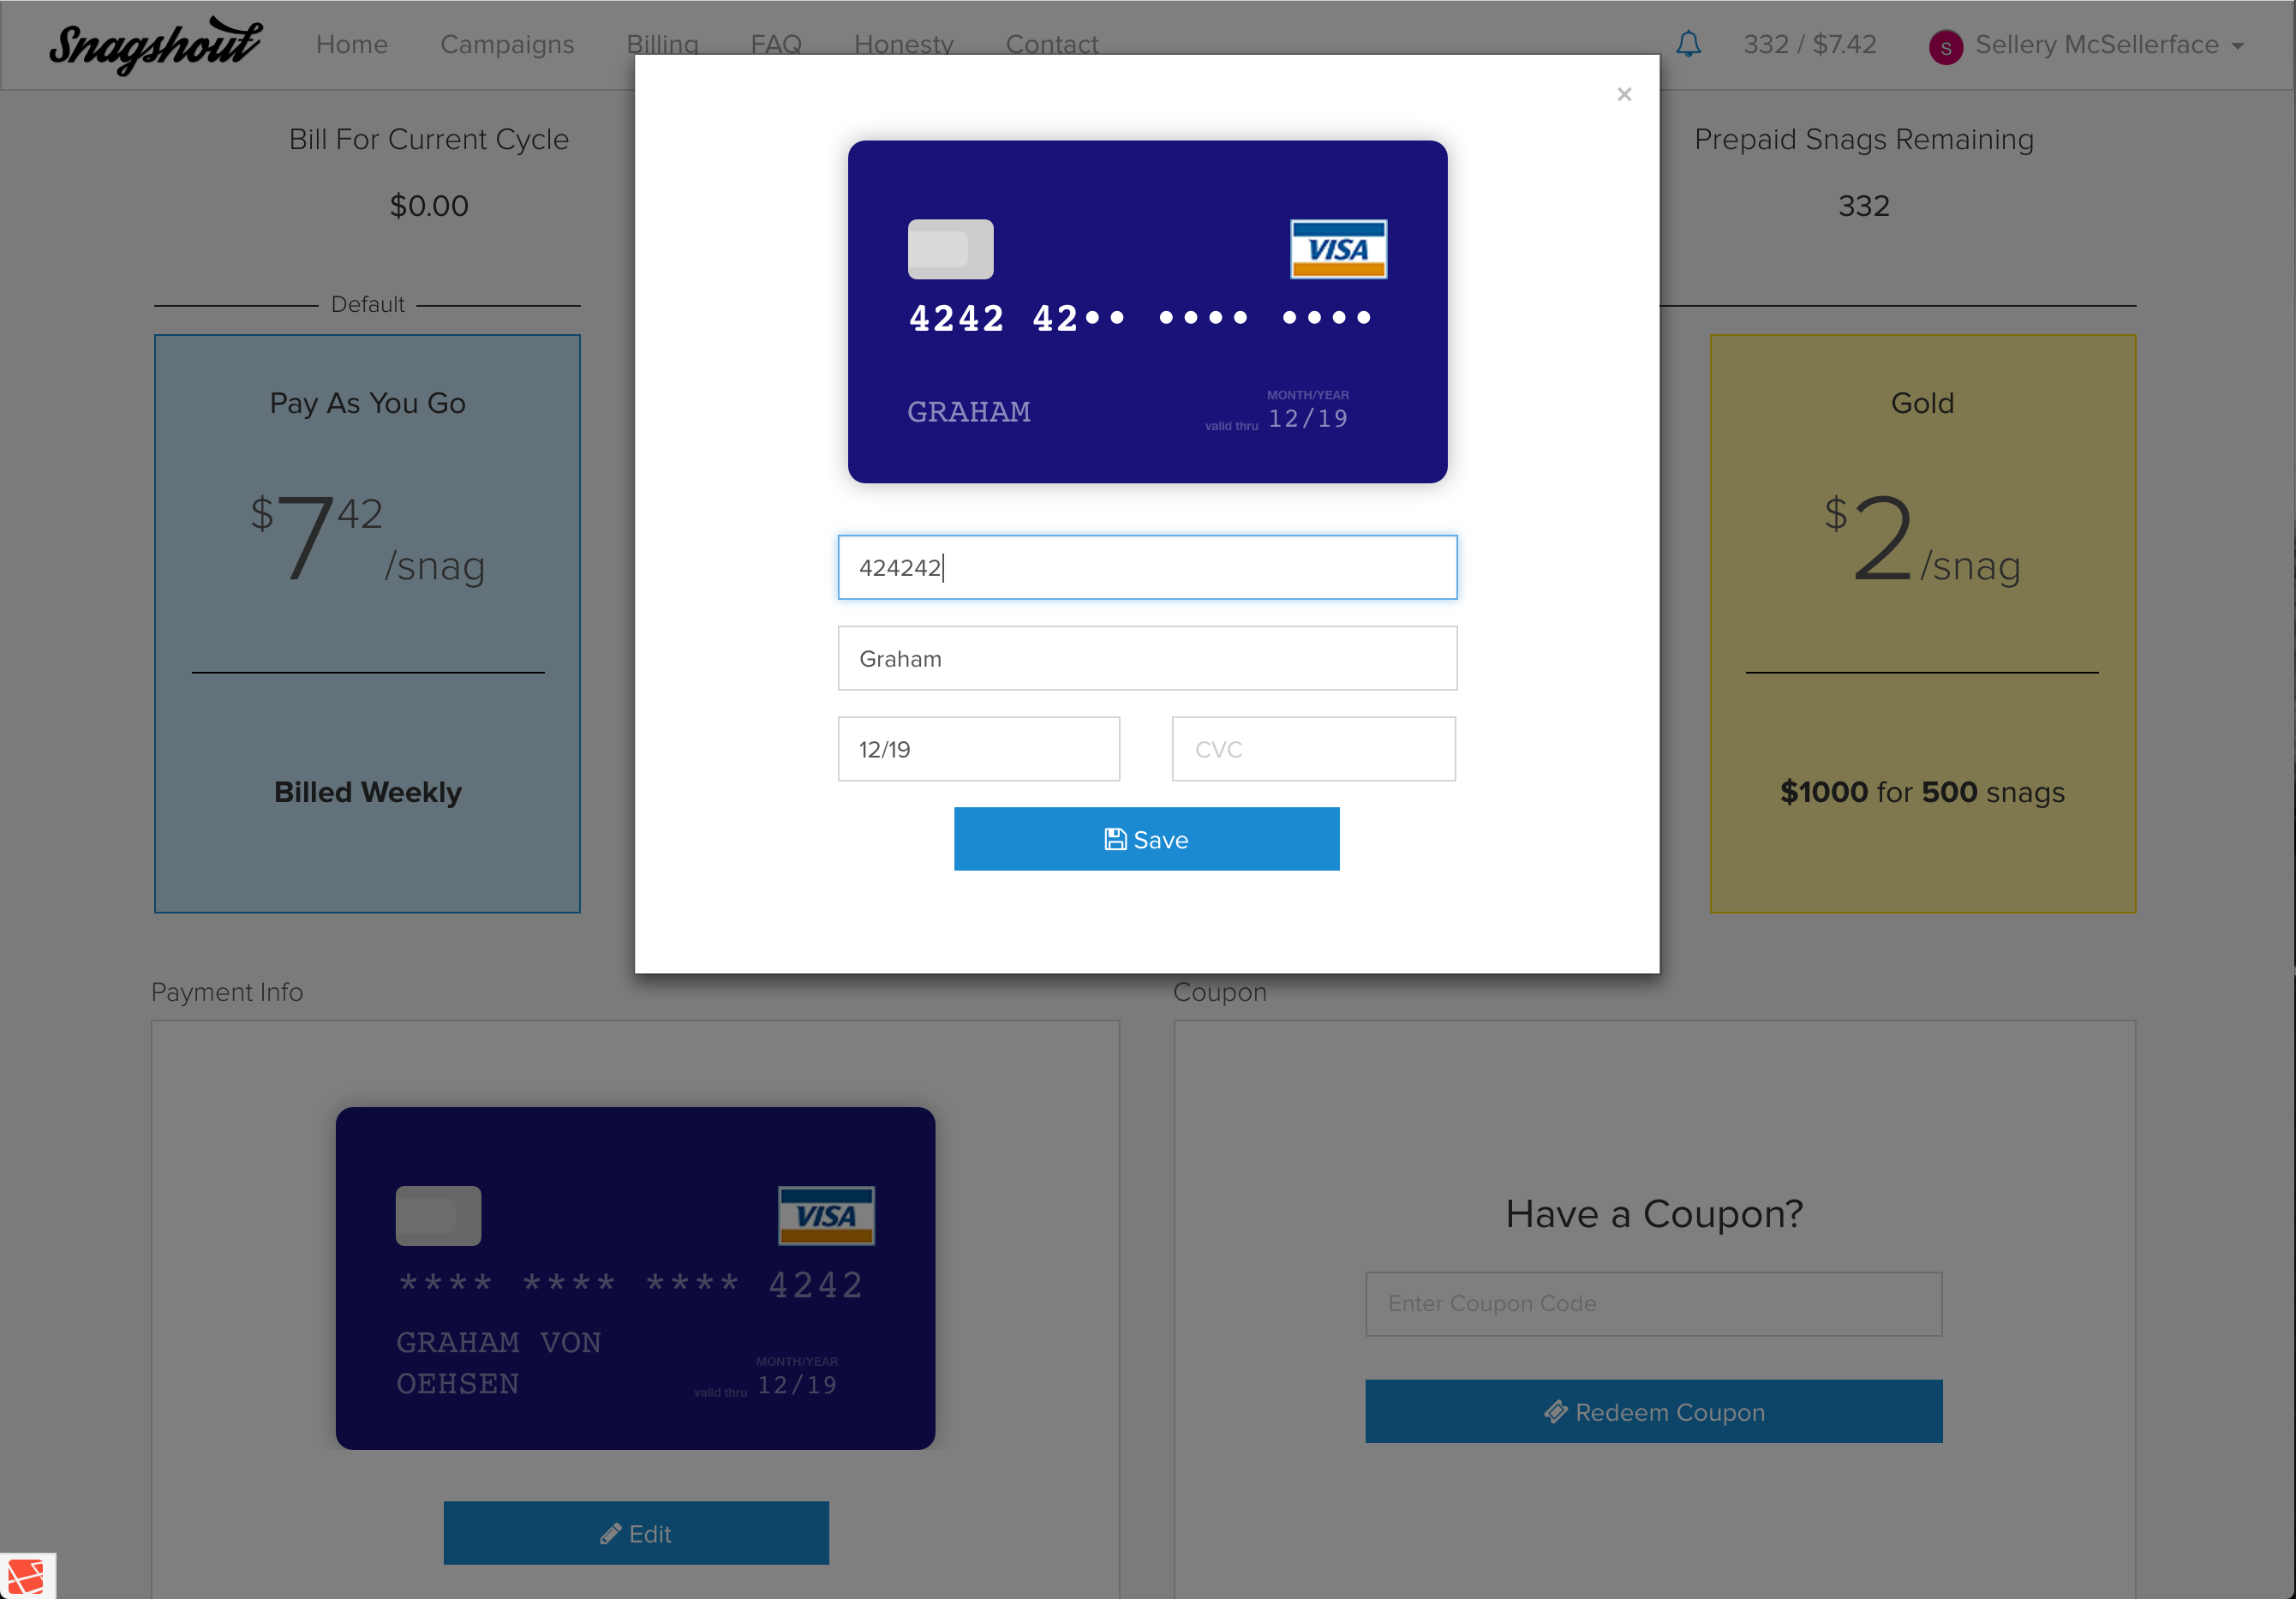 Snagshout Home Campaigns Billing FAQ Honesty Contact 332 / $7.42 S Sellery McSellerface
×
Bill For Current Cycle
$0.00
Prepaid Snags Remaining
332
Default
Pay As You Go
$7 42 /snag
Billed Weekly
VISA
4242 42•• •••• ••••
GRAHAM
MONTH/YEAR
valid thru 12/19
424242
Graham
12/19 CVC
Save
Gold
$2 /snag
$1000 for 500 snags
Payment Info
VISA
**** **** **** 4242
GRAHAM VON
OEHSEN
MONTH/YEAR
valid thru 12/19
Edit
Coupon
Have a Coupon?
Enter Coupon Code
Redeem Coupon